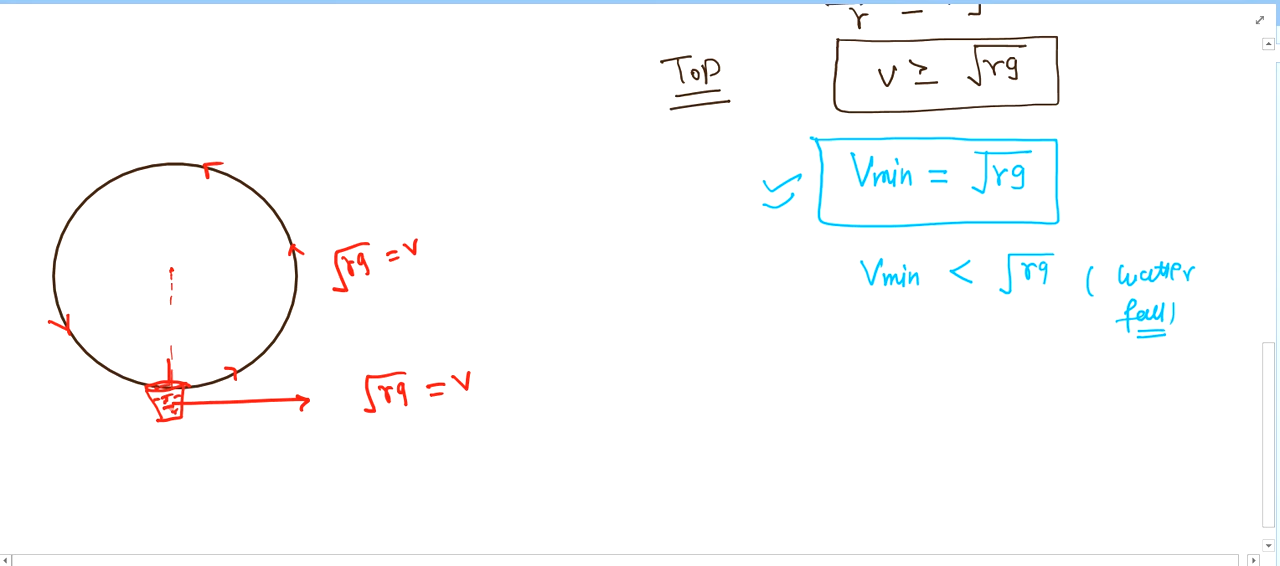 Top
v ≥ √rg
Vmin = √rg
√rg = v
Vmin < √rg ( water
fall)
√rg = v